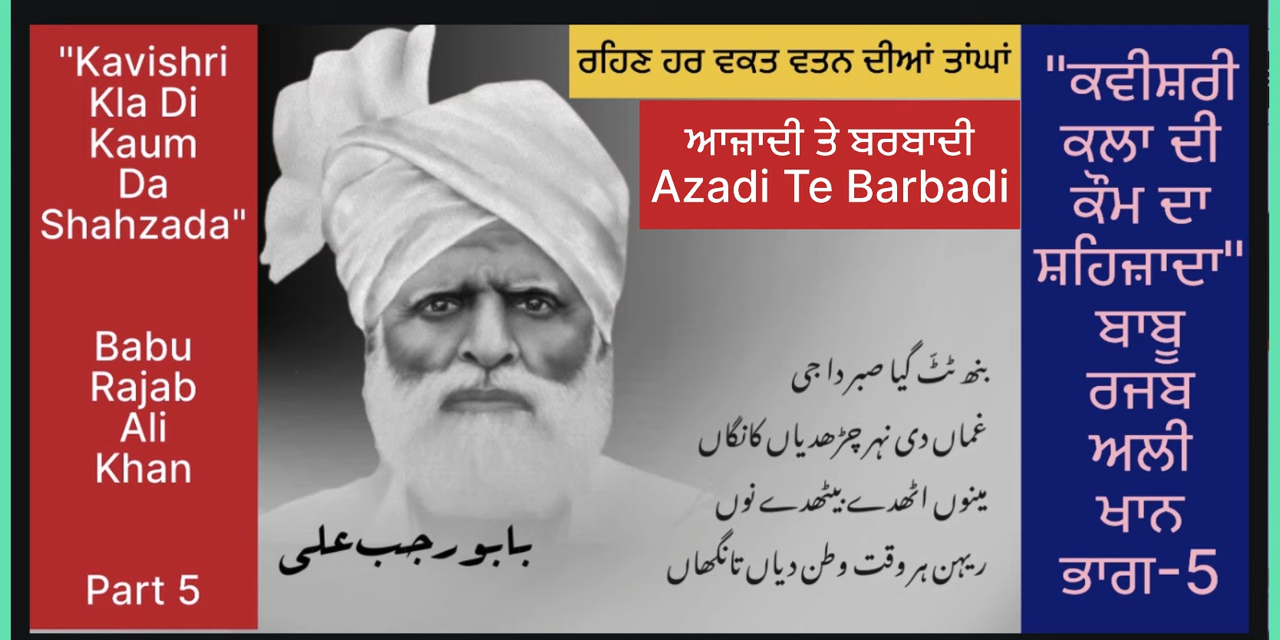 "Kavishri
Kla Di
Kaum
Da
Shahzada"
Babu
Rajab
Ali
Khan
Part 5
ਰਹਿਣ ਹਰ ਵਕਤ ਵਤਨ ਦੀਆਂ ਤਾਂਘਾਂ
ਆਜ਼ਾਦੀ ਤੇ ਬਰਬਾਦੀ
Azadi Te Barbadi
بنھ ٹٹّ گیا صبر دا جی
غماں دی نہر چڑھدیاں کانگاں
مینوں اٹھدے بیٹھدے نوں
ریہن ہر وقت وطن دیاں تانگھاں
بابو رجب علی
"ਕਵੀਸ਼ਰੀ
ਕਲਾ ਦੀ
ਕੌਮ ਦਾ
ਸ਼ਹਿਜ਼ਾਦਾ"
ਬਾਬੂ
ਰਜਬ
ਅਲੀ
ਖਾਨ
ਭਾਗ-5